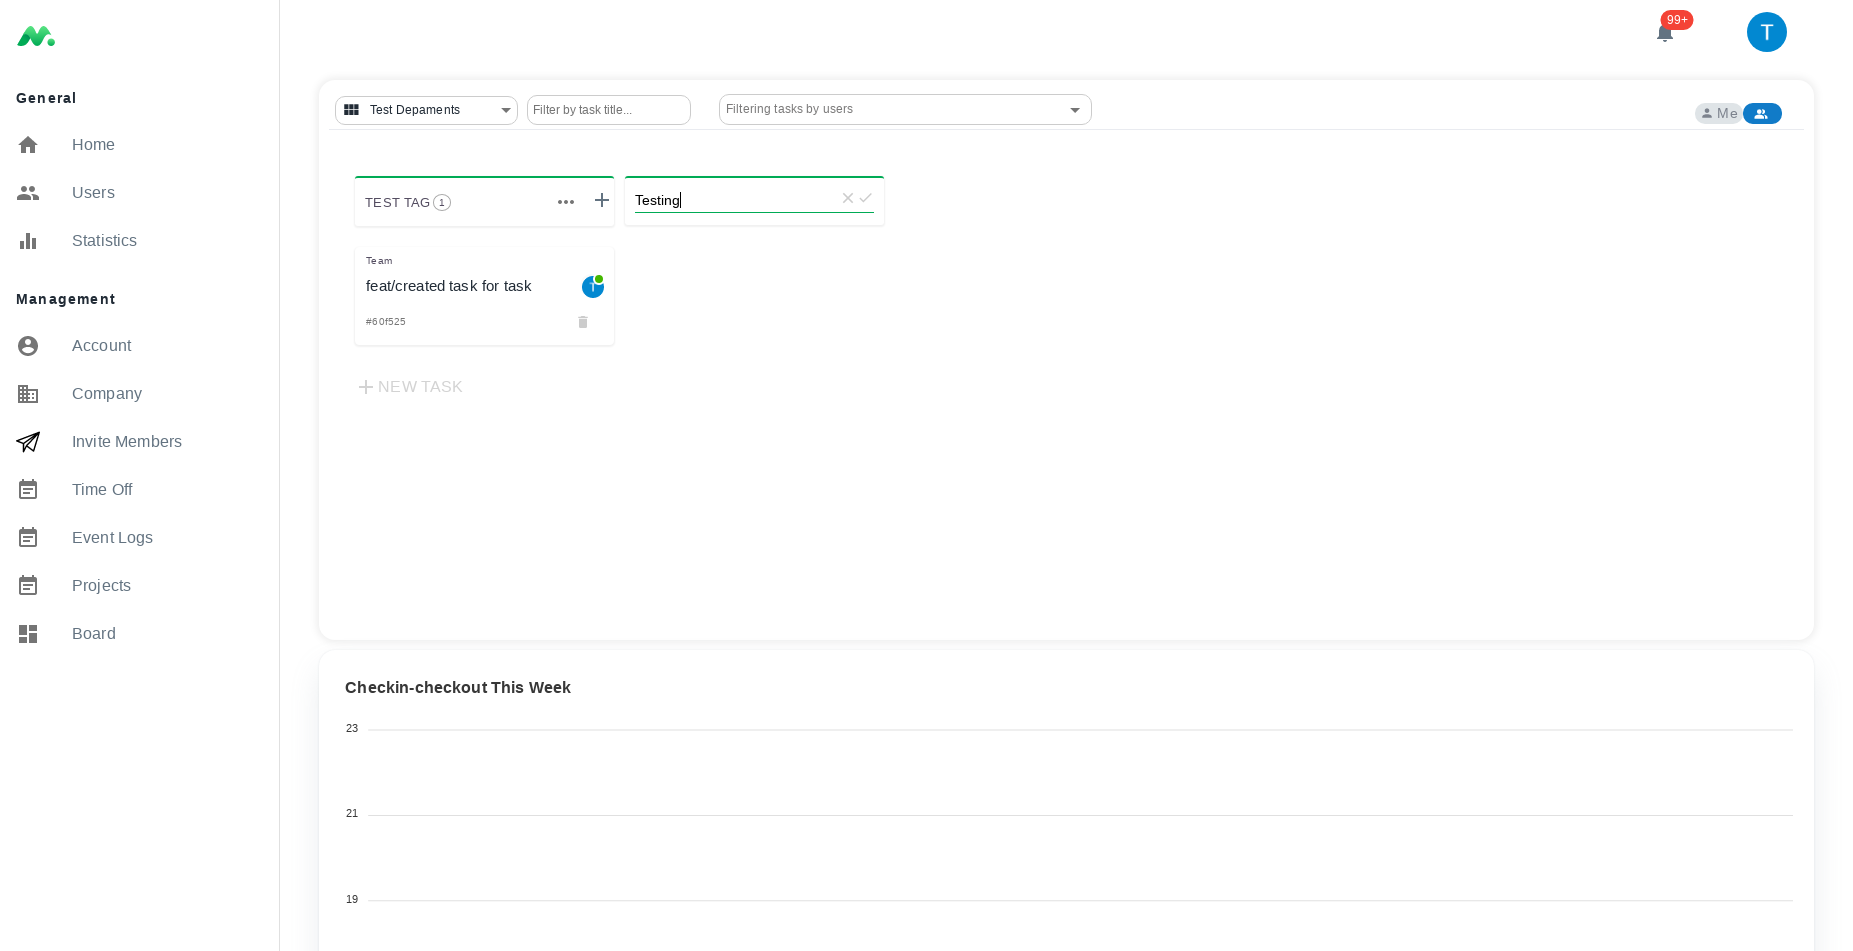 99+
T
General
Home
Users
Statistics
Management
Account
Company
Invite Members
Time Off
Event Logs
Projects
Board
Test Depaments
Filter by task title...
Filtering tasks by users
Me
TEST TAG 1
Testing
Team
feat/created task for task
T
#60f525
NEW TASK
Checkin-checkout This Week
23
21
19